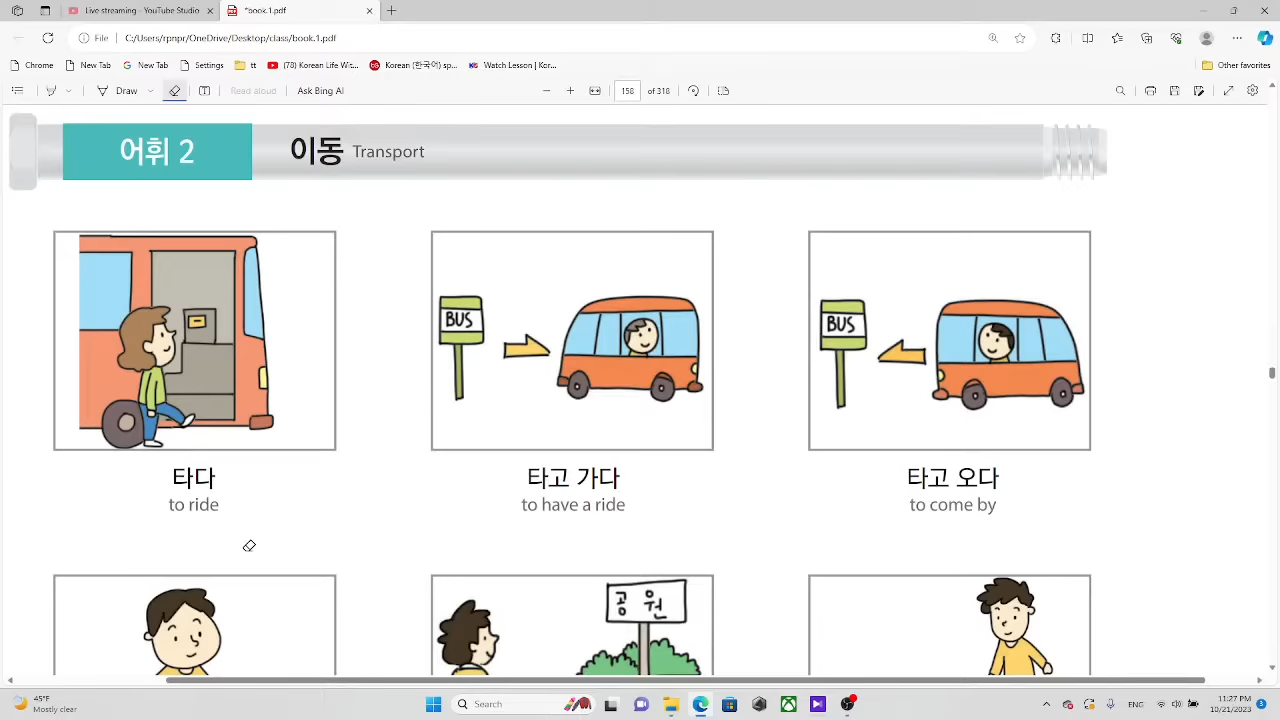 Live streaming - YouTube Studio
*book.1.pdf
File
C:/Users/rpnpr/OneDrive/Desktop/class/book.1.pdf
Chrome
New Tab
New Tab
Settings
tt
(78) Korean Life Wi...
Korean (한국어) sp...
Watch Lesson | Kor...
Other favorites
Draw
Read aloud
Ask Bing AI
158 of 318
어휘 2
이동 Transport
BUS
BUS
타다
타고 가다
타고 오다
to ride
to have a ride
to come by
공원
45°F
Mostly clear
Search
ENG
11:27 PM
10/22/2023
3